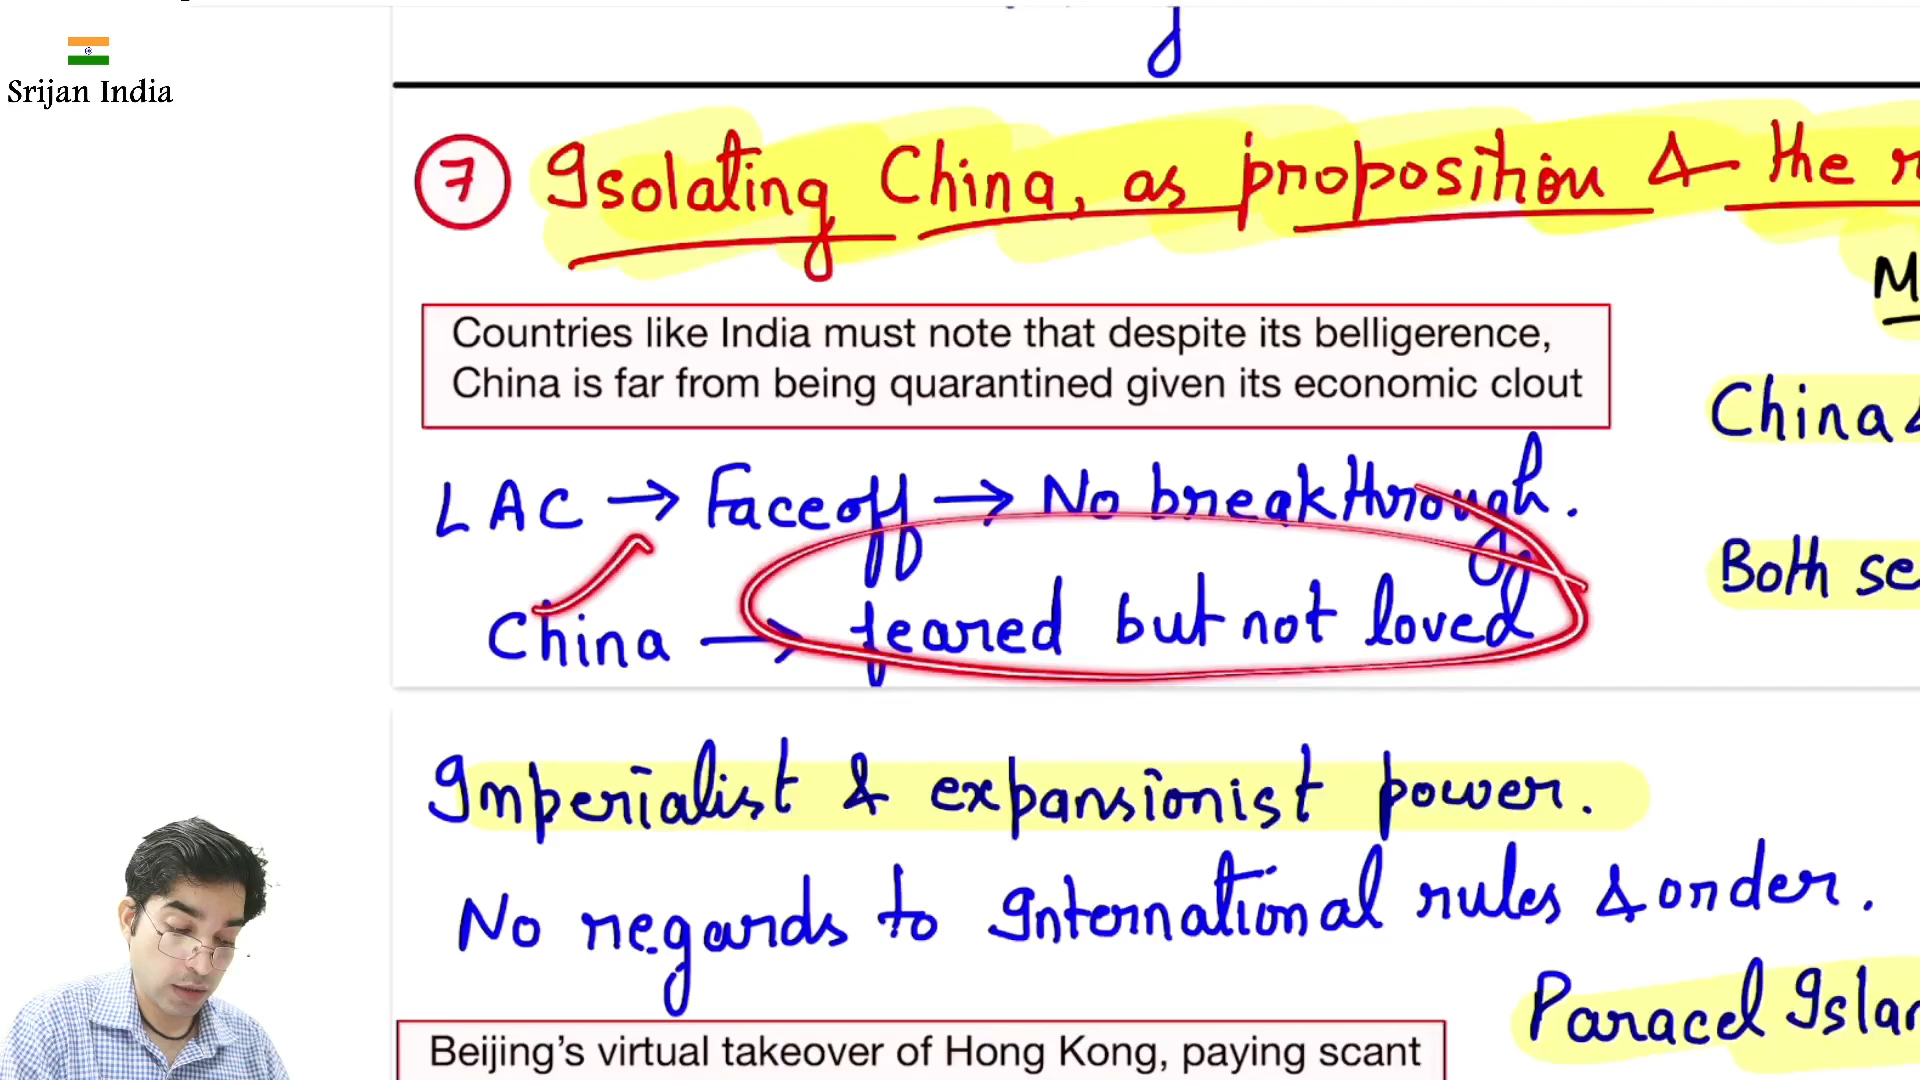 Srijan India
7 Isolating China, as proposition & the
Countries like India must note that despite its belligerence,
China is far from being quarantined given its economic clout
China
LAC → Faceoff → No breakthrough.
Both
China → feared but not loved
Imperialist & expansionist power.
No regards to International rules & order.
Paracel
Beijing's virtual takeover of Hong Kong, paying scant